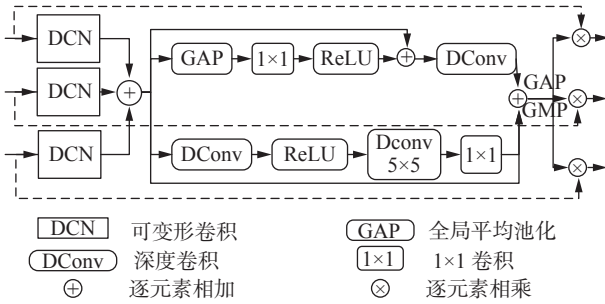 DCN
GAP 1×1 ReLU DConv
DCN
GAP
GMP
DCN
DConv ReLU Dconv 5×5 1×1
DCN 可变形卷积 GAP 全局平均池化
DConv 深度卷积 1×1 1×1 卷积
逐元素相加 逐元素相乘